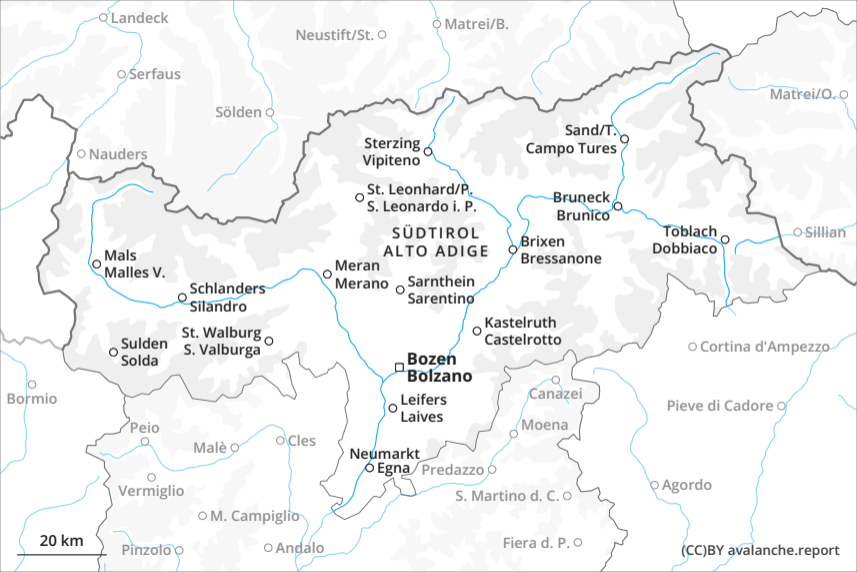 Landeck
Matrei/B.
Neustift/St.
Serfaus
Matrei/O.
Sölden
Sand/T.
Campo Tures
Sterzing
Vipiteno
Nauders
St. Leonhard/P.
S. Leonardo i. P.
Bruneck
Brunico
SÜDTIROL
ALTO ADIGE
Toblach
Dobbiaco
Sillian
Brixen
Bressanone
Mals
Malles V.
Meran
Merano
Sarnthein
Sarentino
Schlanders
Silandro
Kastelruth
Castelrotto
St. Walburg
S. Valburga
Sulden
Solda
Cortina d'Ampezzo
Bozen
Bolzano
Bormio
Canazei
Leifers
Laives
Pieve di Cadore
Peio
Moena
Malè
Cles
Neumarkt
Egna
Predazzo
Vermiglio
Agordo
S. Martino d. C.
M. Campiglio
20 km
Pinzolo
Andalo
Fiera d. P.
(CC)BY avalanche.report